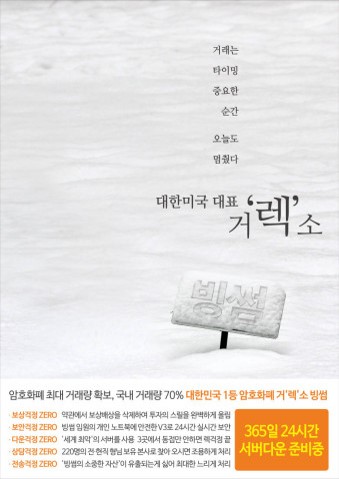 거래는
타이밍
중요한
순간
오늘도
멈췄다
대한미국 대표
거‘렉’소
빙썸
암호화폐 최대 거래량 확보, 국내 거래량 70% 대한민국 1등 암호화폐 거‘렉’소 빙썸
· 보상걱정 ZERO 약관에서 보상배상을 삭제하여 투자의 스릴을 완벽하게 올림
· 보안걱정 ZERO 빙썸 임원의 개인 노트북에 안전한 V3로 24시간 실시간 보안
· 다운걱정 ZERO '세계 최악'의 서버를 사용 3곳에서 동접만 안하면 렉걱정 끝
· 상담걱정 ZERO 220명의 전·현직 형님 보유 본사로 찾아 오시면 조용하게 처리
· 전송걱정 ZERO '빙썸의 소중한 자산'이 유출되는게 싫어 최대한 느리게 처리
365일 24시간
서버다운 준비중